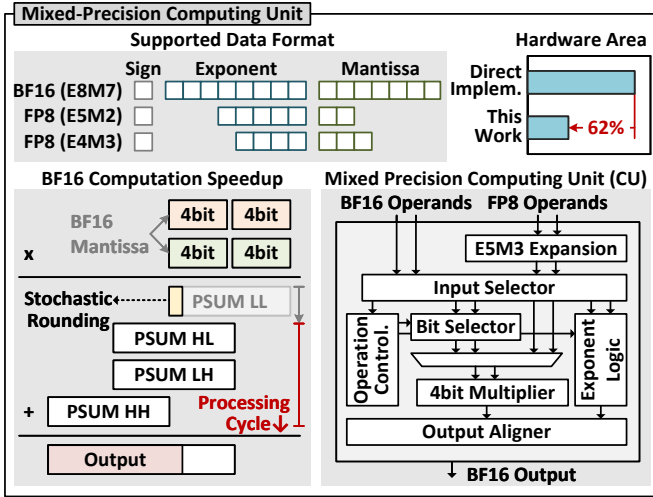 Mixed-Precision Computing Unit
Supported Data Format
Sign Exponent Mantissa
BF16 (E8M7)
FP8 (E5M2)
FP8 (E4M3)
Hardware Area
Direct
Implem.
This
Work
62%
BF16 Computation Speedup
BF16
Mantissa
4bit 4bit
4bit 4bit
x
Stochastic
Rounding
PSUM LL
PSUM HL
PSUM LH
+ PSUM HH
Processing
Cycle↓
Output
Mixed Precision Computing Unit (CU)
BF16 Operands FP8 Operands
E5M3 Expansion
Input Selector
Operation
Control.
Bit Selector
Exponent
Logic
4bit Multiplier
Output Aligner
BF16 Output